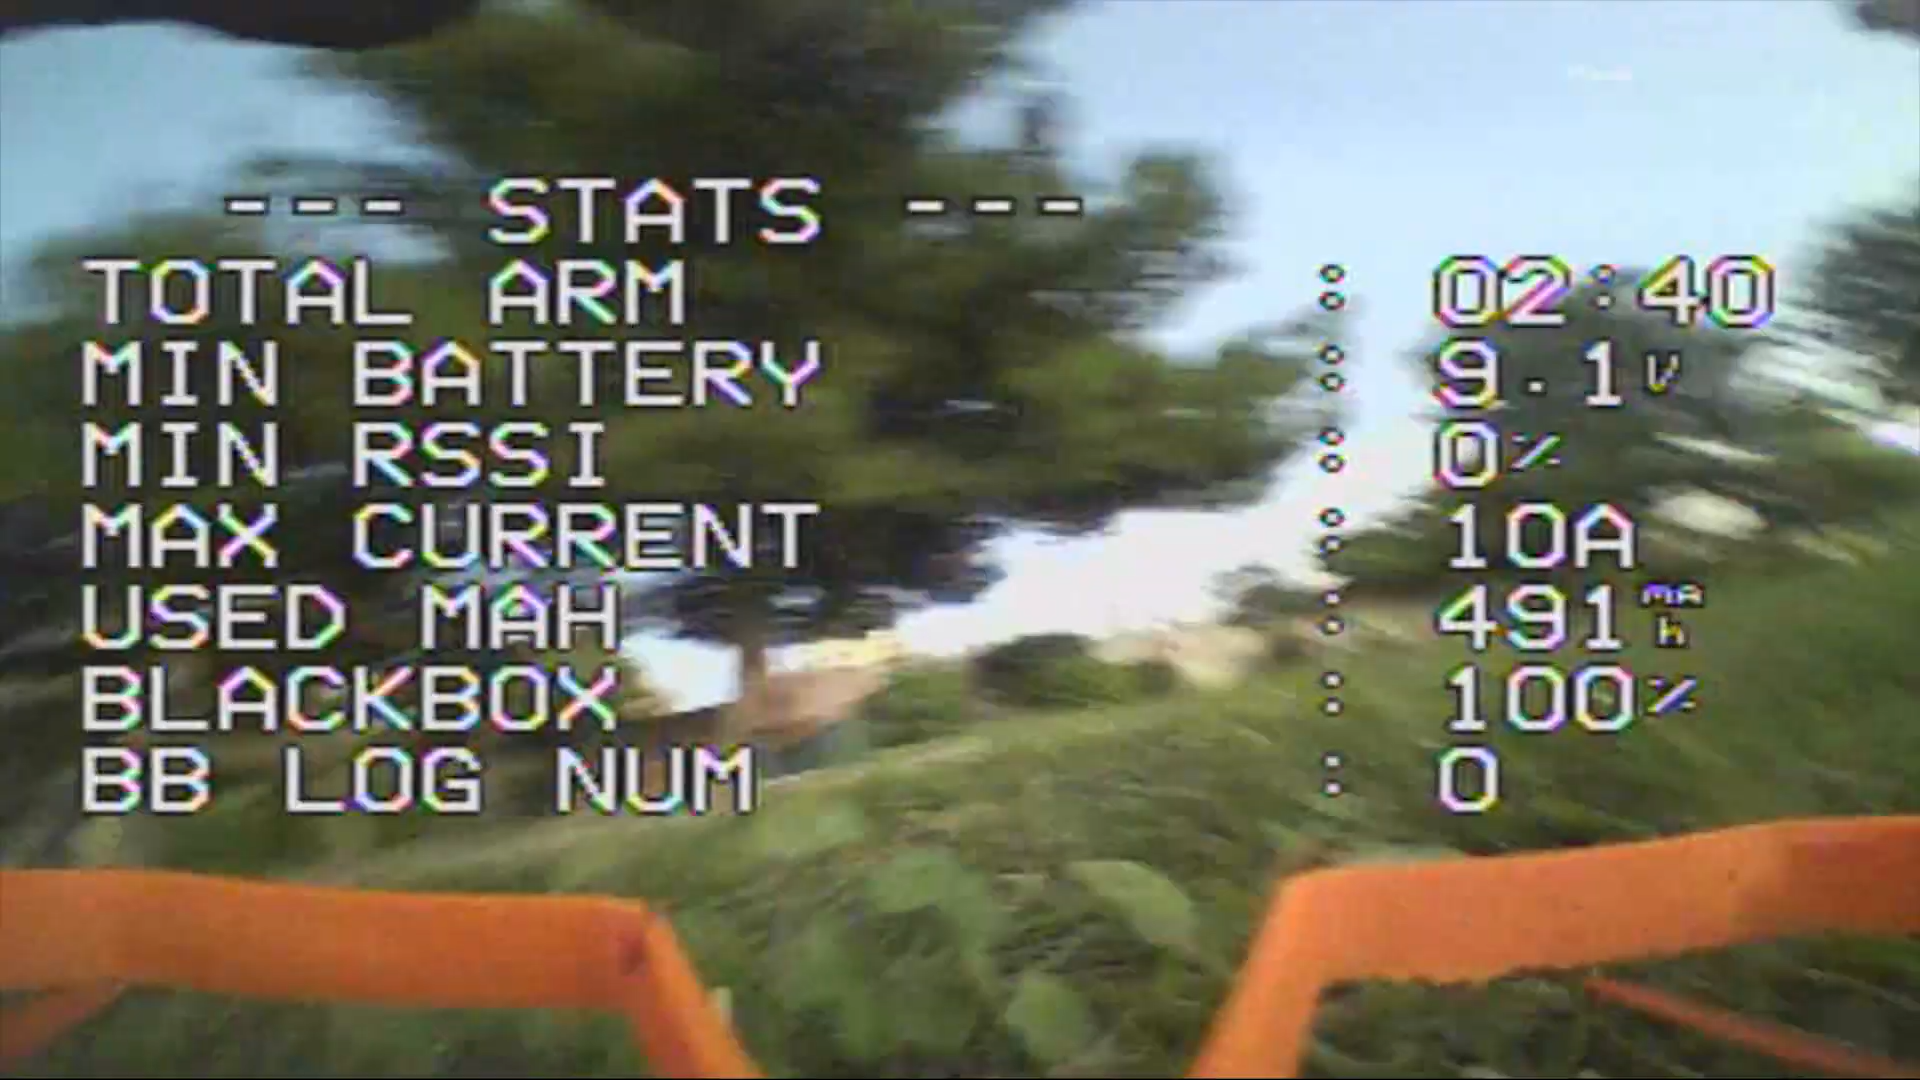 --- STATS ---
TOTAL ARM : 02:40
MIN BATTERY : 9.1V
MIN RSSI : 0%
MAX CURRENT : 10A
USED MAH : 491mAh
BLACKBOX : 100%
BB LOG NUM : 0